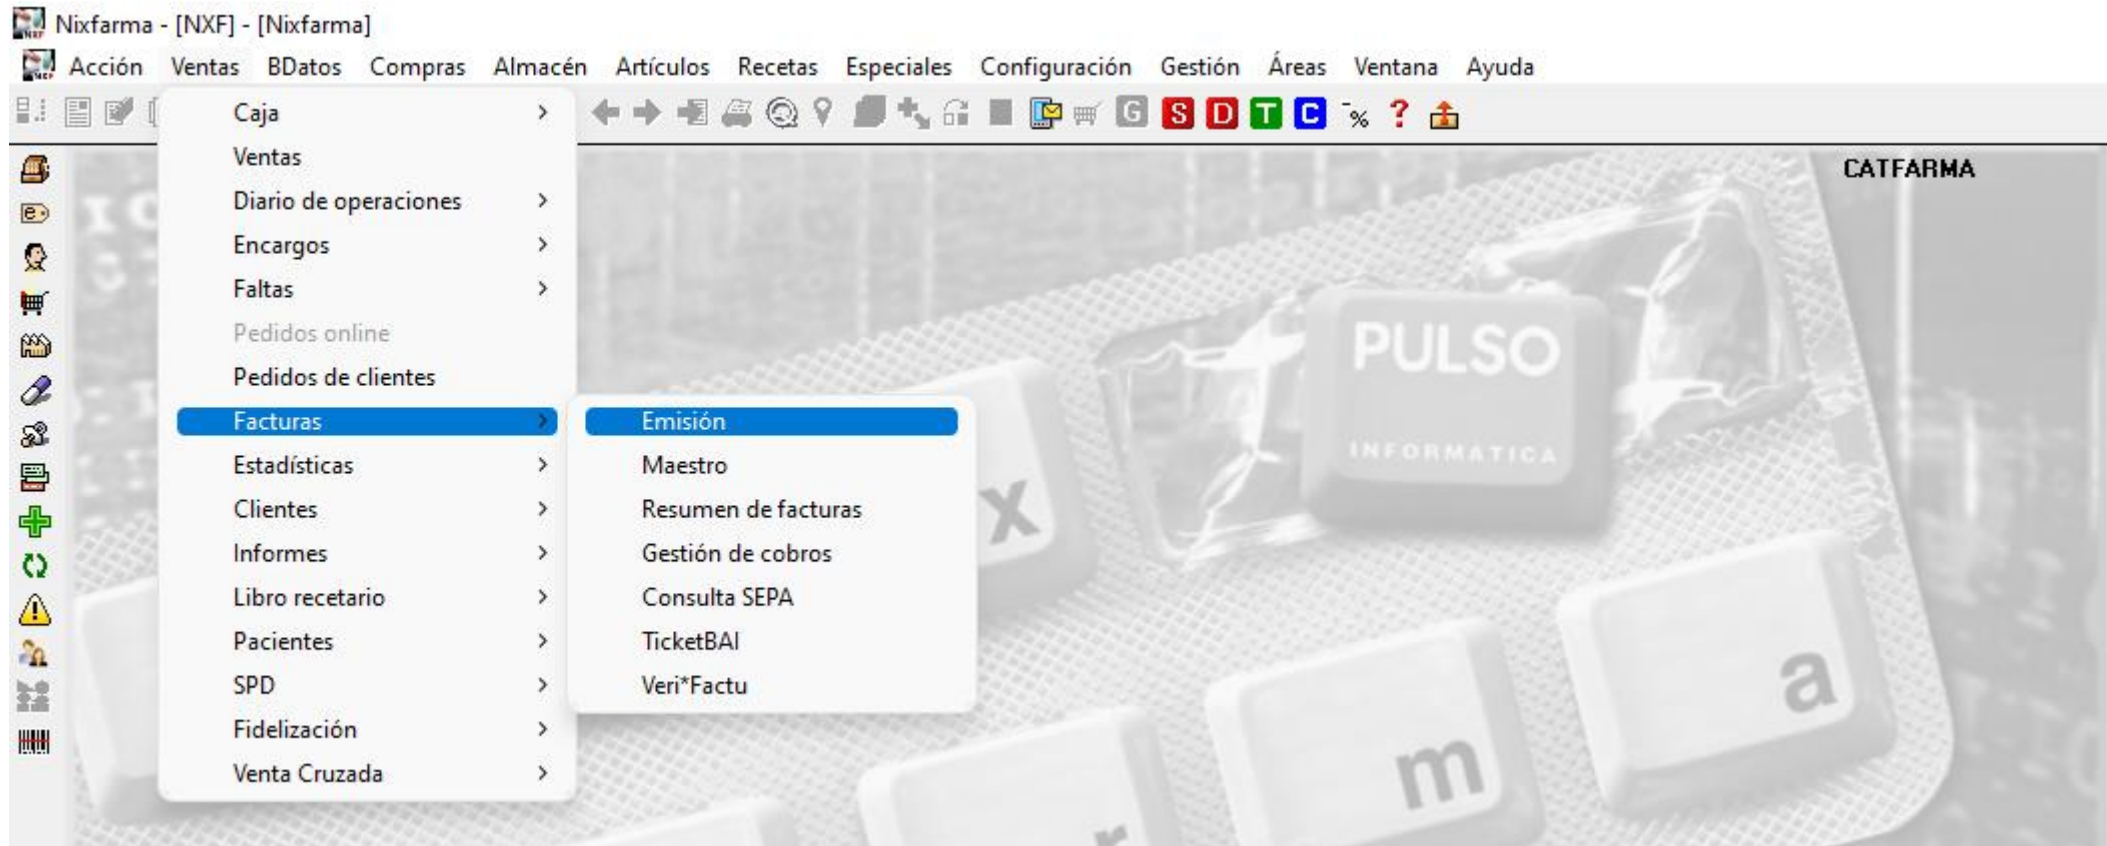 Nixfarma - [NXF] - [Nixfarma]
Acción Ventas BDatos Compras Almacén Artículos Recetas Especiales Configuración Gestión Áreas Ventana Ayuda
G S D T C % ?
CATFARMA
Caja
Ventas
Diario de operaciones
Encargos
Faltas
Pedidos online
Pedidos de clientes
Facturas
Estadísticas
Clientes
Informes
Libro recetario
Pacientes
SPD
Fidelización
Venta Cruzada
Emisión
Maestro
Resumen de facturas
Gestión de cobros
Consulta SEPA
TicketBAI
Veri*Factu
PULSO
INFORMATICA
x
a
m
r